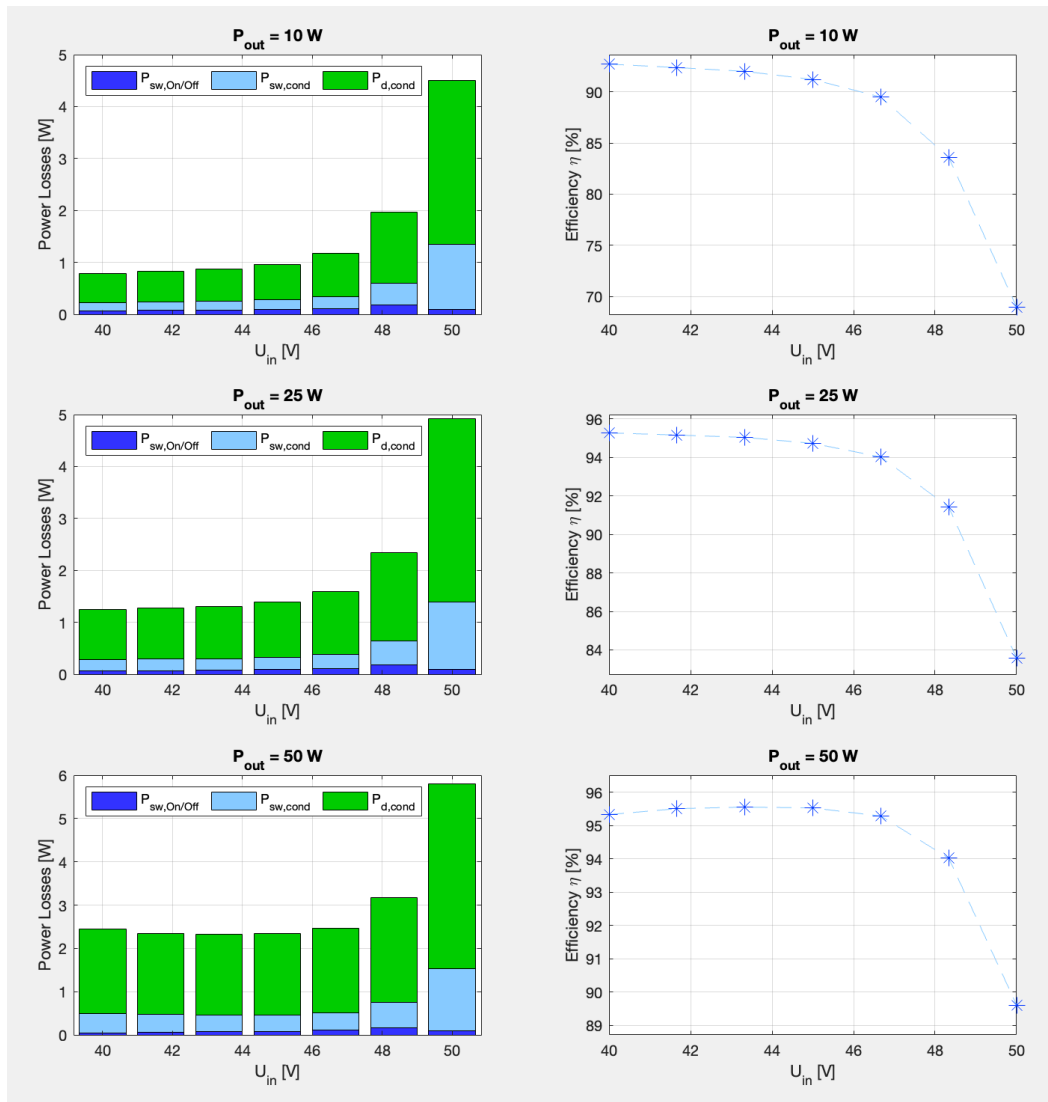 P_out = 10 W
5
4
3
2
1
0
Power Losses [W]
P_sw,On/Off P_sw,cond P_d,cond
40 42 44 46 48 50
U_in [V]
P_out = 10 W
90
85
80
75
70
Efficiency η [%]
40 42 44 46 48 50
U_in [V]
P_out = 25 W
5
4
3
2
1
0
Power Losses [W]
P_sw,On/Off P_sw,cond P_d,cond
40 42 44 46 48 50
U_in [V]
P_out = 25 W
96
94
92
90
88
86
84
Efficiency η [%]
40 42 44 46 48 50
U_in [V]
P_out = 50 W
6
5
4
3
2
1
0
Power Losses [W]
P_sw,On/Off P_sw,cond P_d,cond
40 42 44 46 48 50
U_in [V]
P_out = 50 W
96
95
94
93
92
91
90
89
Efficiency η [%]
40 42 44 46 48 50
U_in [V]